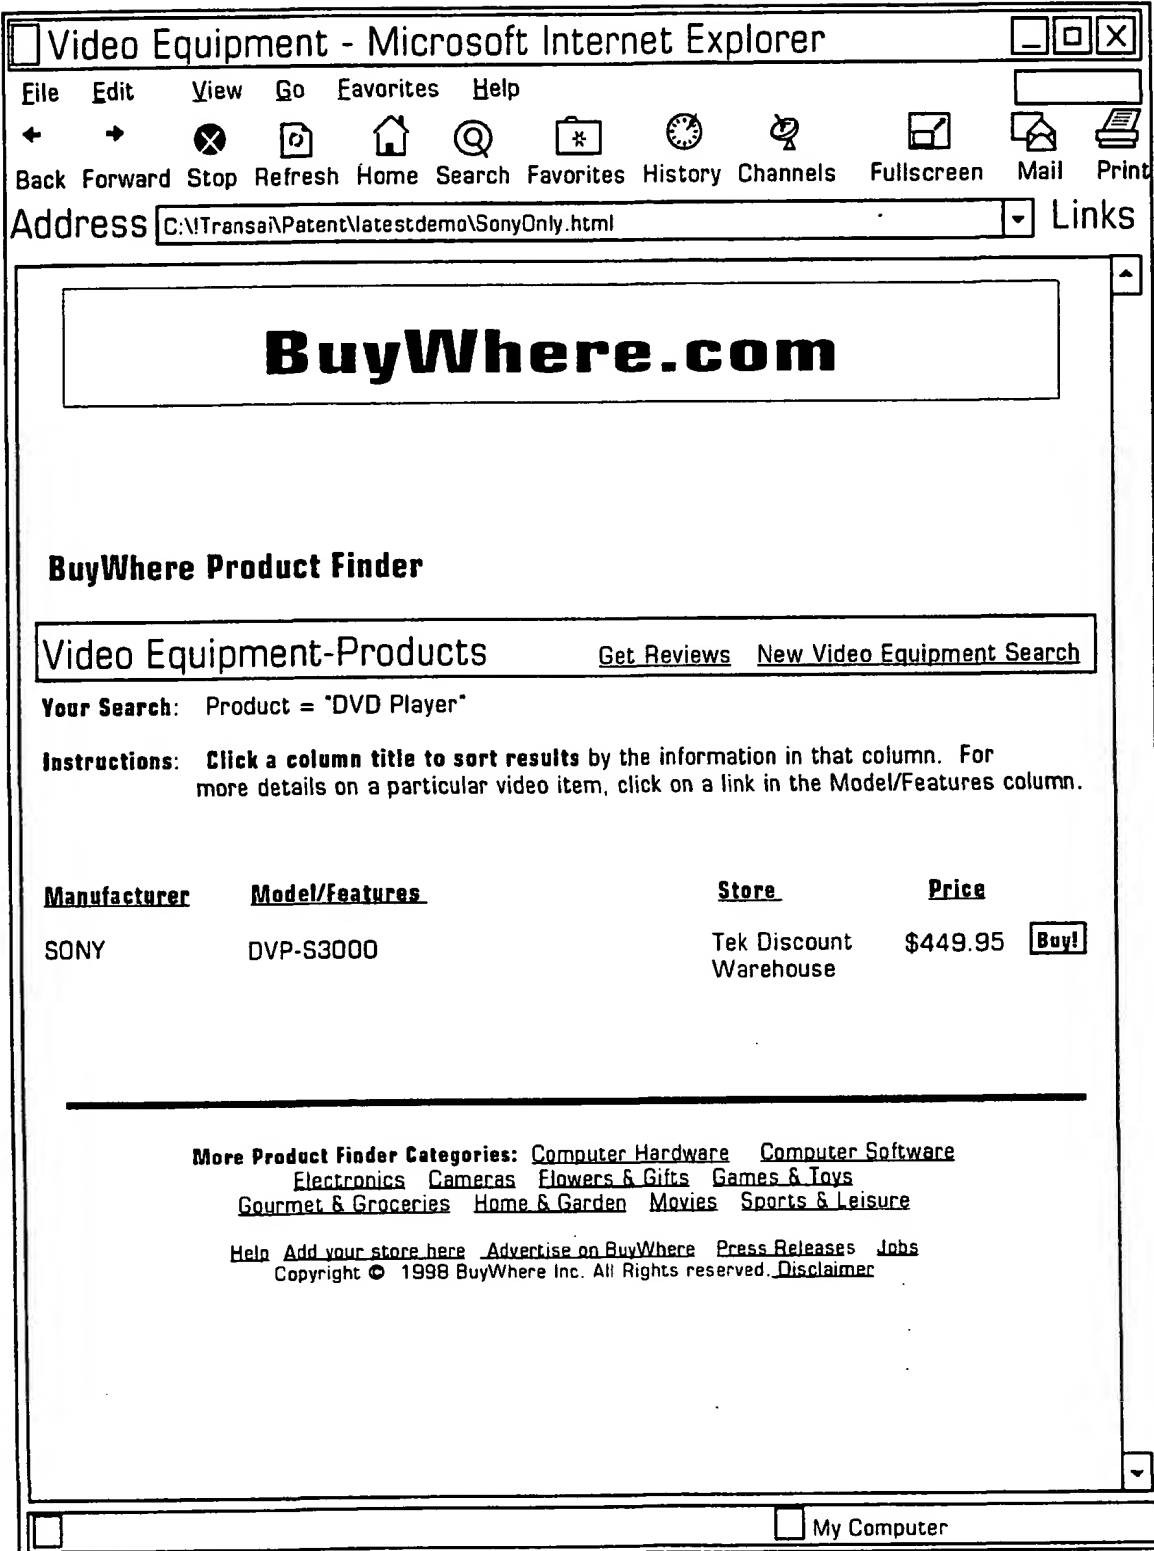 Video Equipment - Microsoft Internet Explorer
File Edit View Go Favorites Help
Back Forward Stop Refresh Home Search Favorites History Channels Fullscreen Mail Print
Address C:\!Transai\Patent\latestdemo\SonyOnly.html Links
BuyWhere.com
BuyWhere Product Finder
Video Equipment-Products Get Reviews New Video Equipment Search
Your Search: Product = "DVD Player"
Instructions: Click a column title to sort results by the information in that column. For
more details on a particular video item, click on a link in the Model/Features column.
Manufacturer Model/Features Store Price
SONY DVP-S3000 Tek Discount $449.95 Buy!
Warehouse
More Product Finder Categories: Computer Hardware Computer Software
Electronics Cameras Flowers & Gifts Games & Toys
Gourmet & Groceries Home & Garden Movies Sports & Leisure
Help Add your store here Advertise on BuyWhere Press Releases Jobs
Copyright © 1998 BuyWhere Inc. All Rights reserved. Disclaimer
My Computer